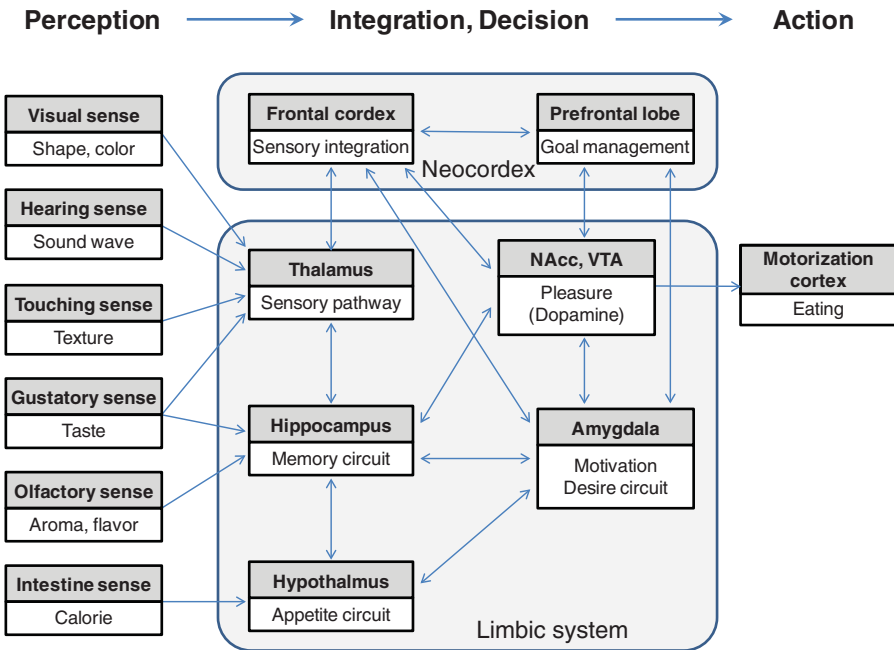 Perception
Integration, Decision
Action
Visual sense
Shape, color
Hearing sense
Sound wave
Touching sense
Texture
Gustatory sense
Taste
Olfactory sense
Aroma, flavor
Intestine sense
Calorie
Frontal cordex
Sensory integration
Prefrontal lobe
Goal management
Neocordex
Thalamus
Sensory pathway
NAcc, VTA
Pleasure
(Dopamine)
Hippocampus
Memory circuit
Amygdala
Motivation
Desire circuit
Hypothalmus
Appetite circuit
Limbic system
Motorization
cortex
Eating